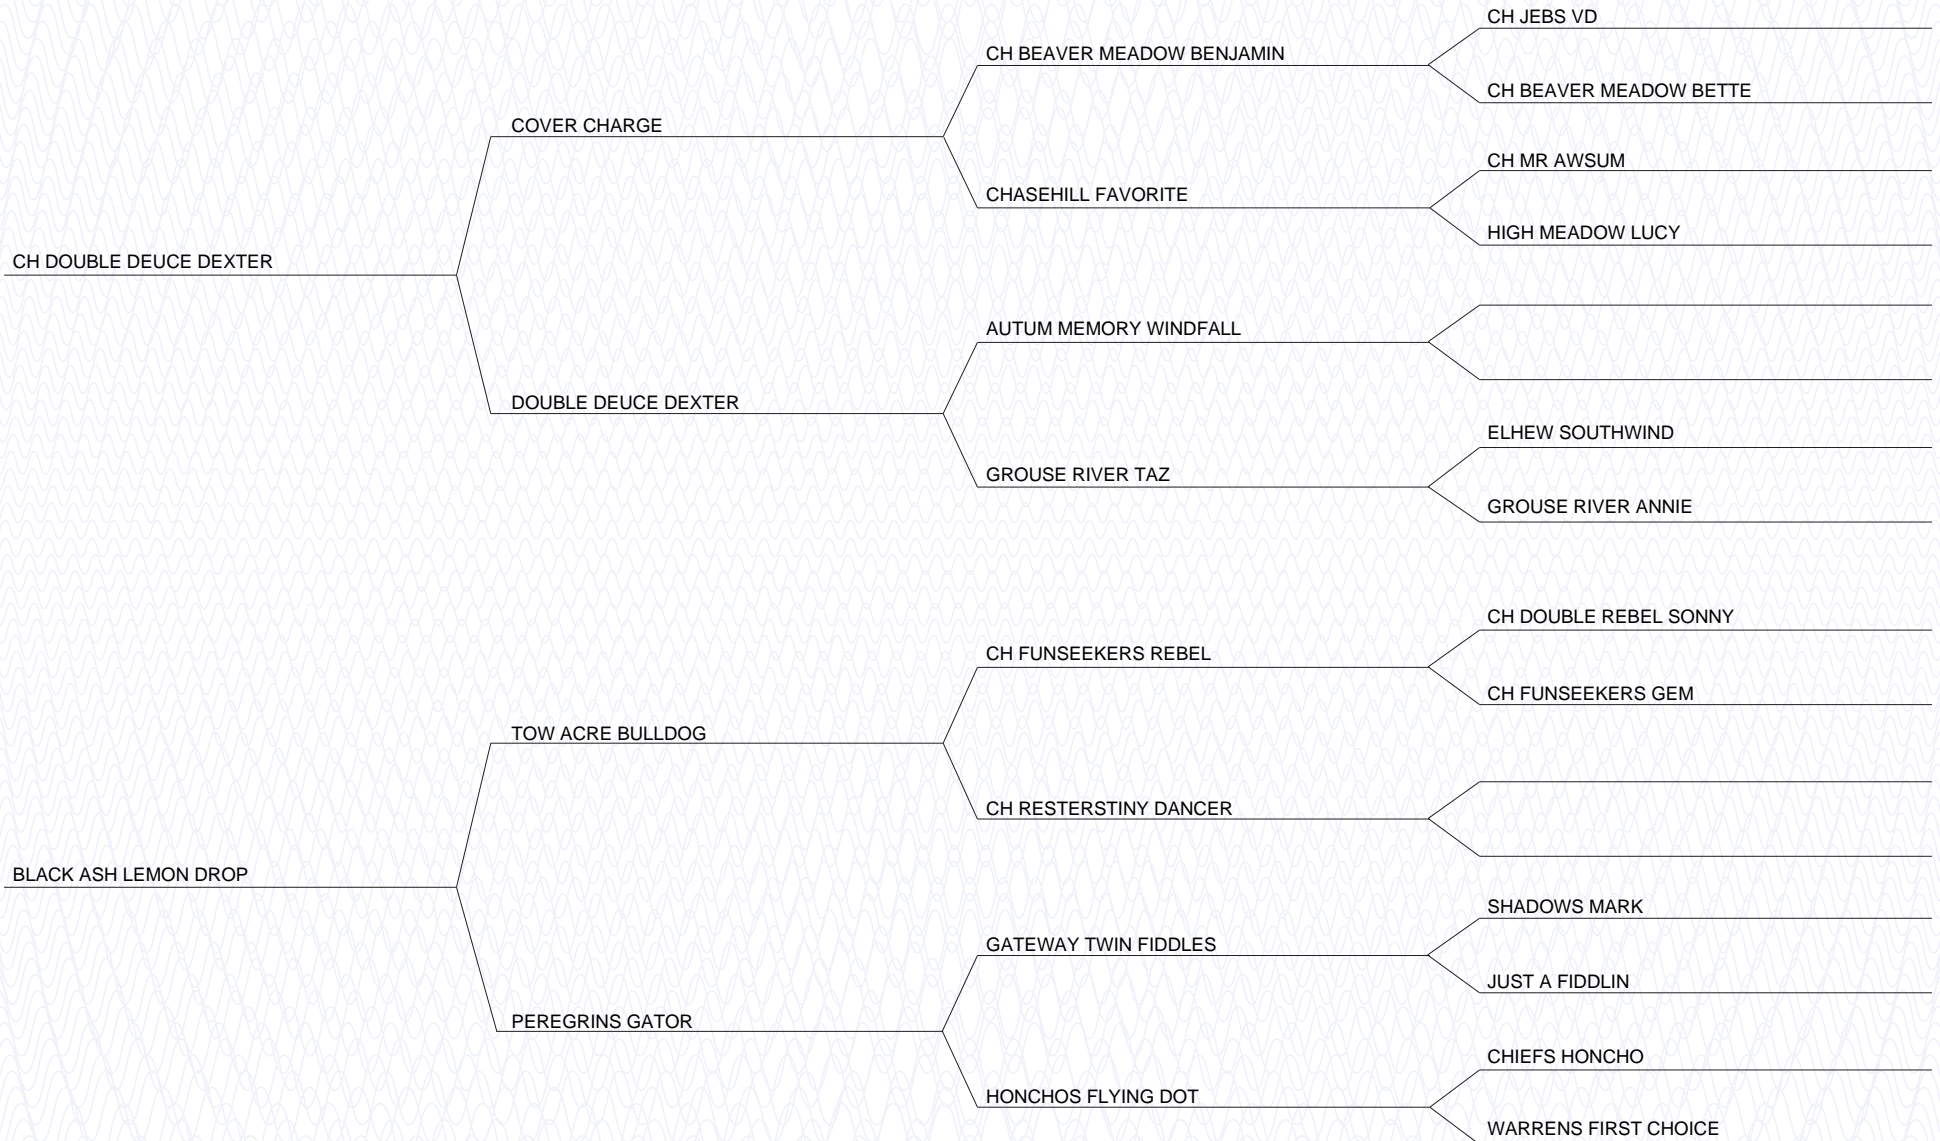 CH JEBS VD
CH BEAVER MEADOW BENJAMIN
CH BEAVER MEADOW BETTE
COVER CHARGE
CH MR AWSUM
CHASEHILL FAVORITE
HIGH MEADOW LUCY
CH DOUBLE DEUCE DEXTER
AUTUM MEMORY WINDFALL
DOUBLE DEUCE DEXTER
ELHEW SOUTHWIND
GROUSE RIVER TAZ
GROUSE RIVER ANNIE
CH DOUBLE REBEL SONNY
CH FUNSEEKERS REBEL
CH FUNSEEKERS GEM
TOW ACRE BULLDOG
CH RESTERSTINY DANCER
BLACK ASH LEMON DROP
SHADOWS MARK
GATEWAY TWIN FIDDLES
JUST A FIDDLIN
PEREGRINS GATOR
CHIEFS HONCHO
HONCHOS FLYING DOT
WARRENS FIRST CHOICE